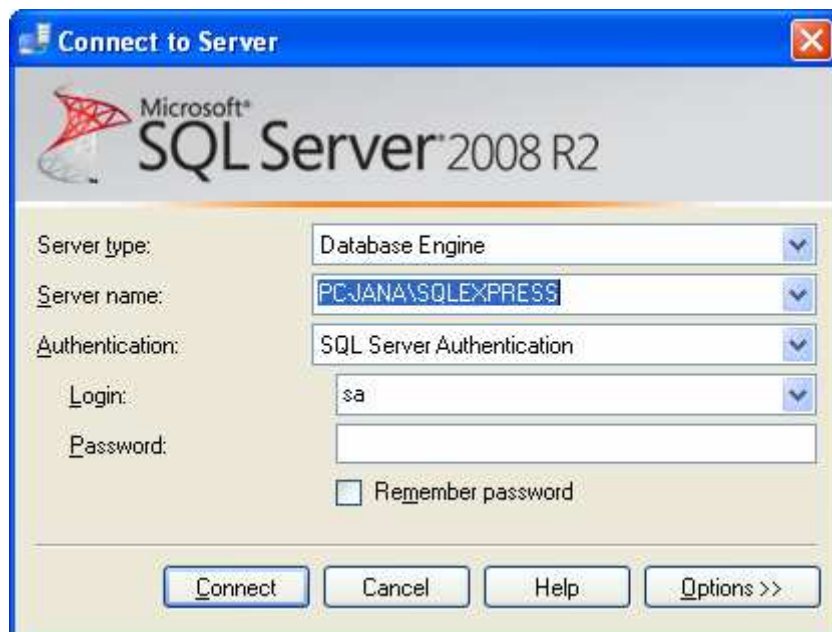 Connect to Server
Microsoft®
SQL Server® 2008 R2
Server type: Database Engine
Server name: PC-JANA\SQLEXPRESS
Authentication: SQL Server Authentication
Login: sa
Password:
Remember password
Connect Cancel Help Options >>